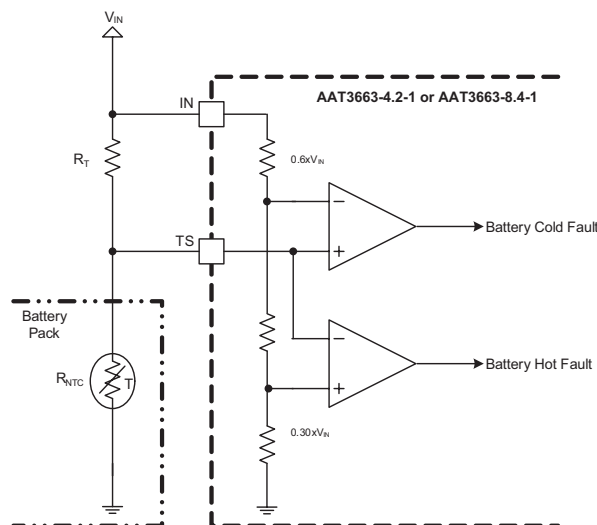 VIN
AAT3663-4.2-1 or AAT3663-8.4-1
IN
RT
0.6xVIN
Battery Cold Fault
TS
Battery
Pack
RNTC
T
Battery Hot Fault
0.30xVIN